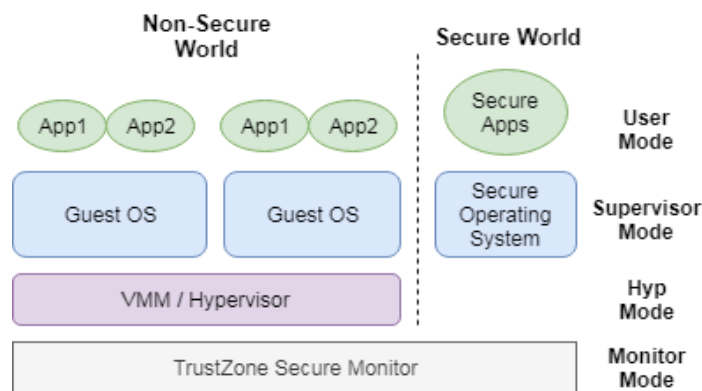 Non-Secure
World
Secure World
App1 App2 App1 App2
Secure
Apps
User
Mode
Guest OS
Guest OS
Secure
Operating
System
Supervisor
Mode
VMM / Hypervisor
Hyp
Mode
TrustZone Secure Monitor
Monitor
Mode